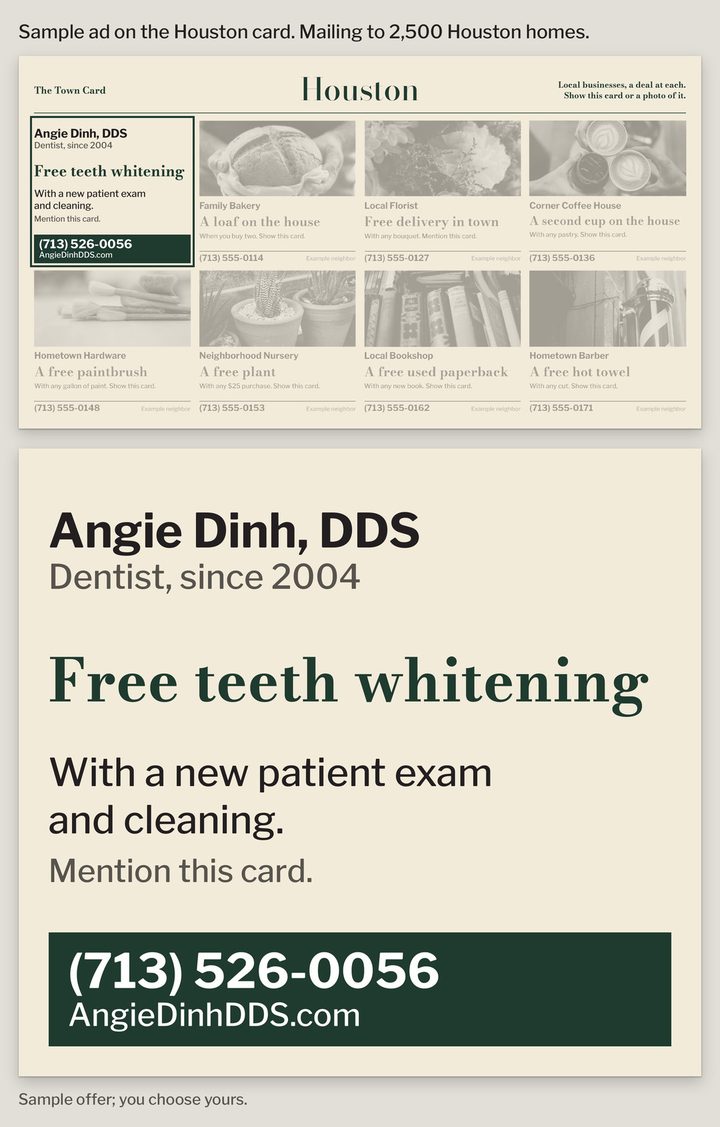 Sample ad on the Houston card. Mailing to 2,500 Houston homes.
The Town Card
Houston
Local businesses, a deal at each.
Show this card or a photo of it.
Angie Dinh, DDS
Dentist, since 2004
Free teeth whitening
With a new patient exam
and cleaning.
Mention this card.
(713) 526-0056
AngieDinhDDS.com
Family Bakery
A loaf on the house
When you buy two. Show this card.
(713) 555-0114
Example neighbor
Local Florist
Free delivery in town
With any bouquet. Mention this card.
(713) 555-0127
Example neighbor
Corner Coffee House
A second cup on the house
With any pastry. Show this card.
(713) 555-0136
Example neighbor
Hometown Hardware
A free paintbrush
With any gallon of paint. Show this card.
(713) 555-0148
Example neighbor
Neighborhood Nursery
A free plant
With any $25 purchase. Show this card.
(713) 555-0153
Example neighbor
Local Bookshop
A free used paperback
With any new book. Show this card.
(713) 555-0162
Example neighbor
Hometown Barber
A free hot towel
With any cut. Show this card.
(713) 555-0171
Example neighbor
Angie Dinh, DDS
Dentist, since 2004
Free teeth whitening
With a new patient exam
and cleaning.
Mention this card.
(713) 526-0056
AngieDinhDDS.com
Sample offer; you choose yours.